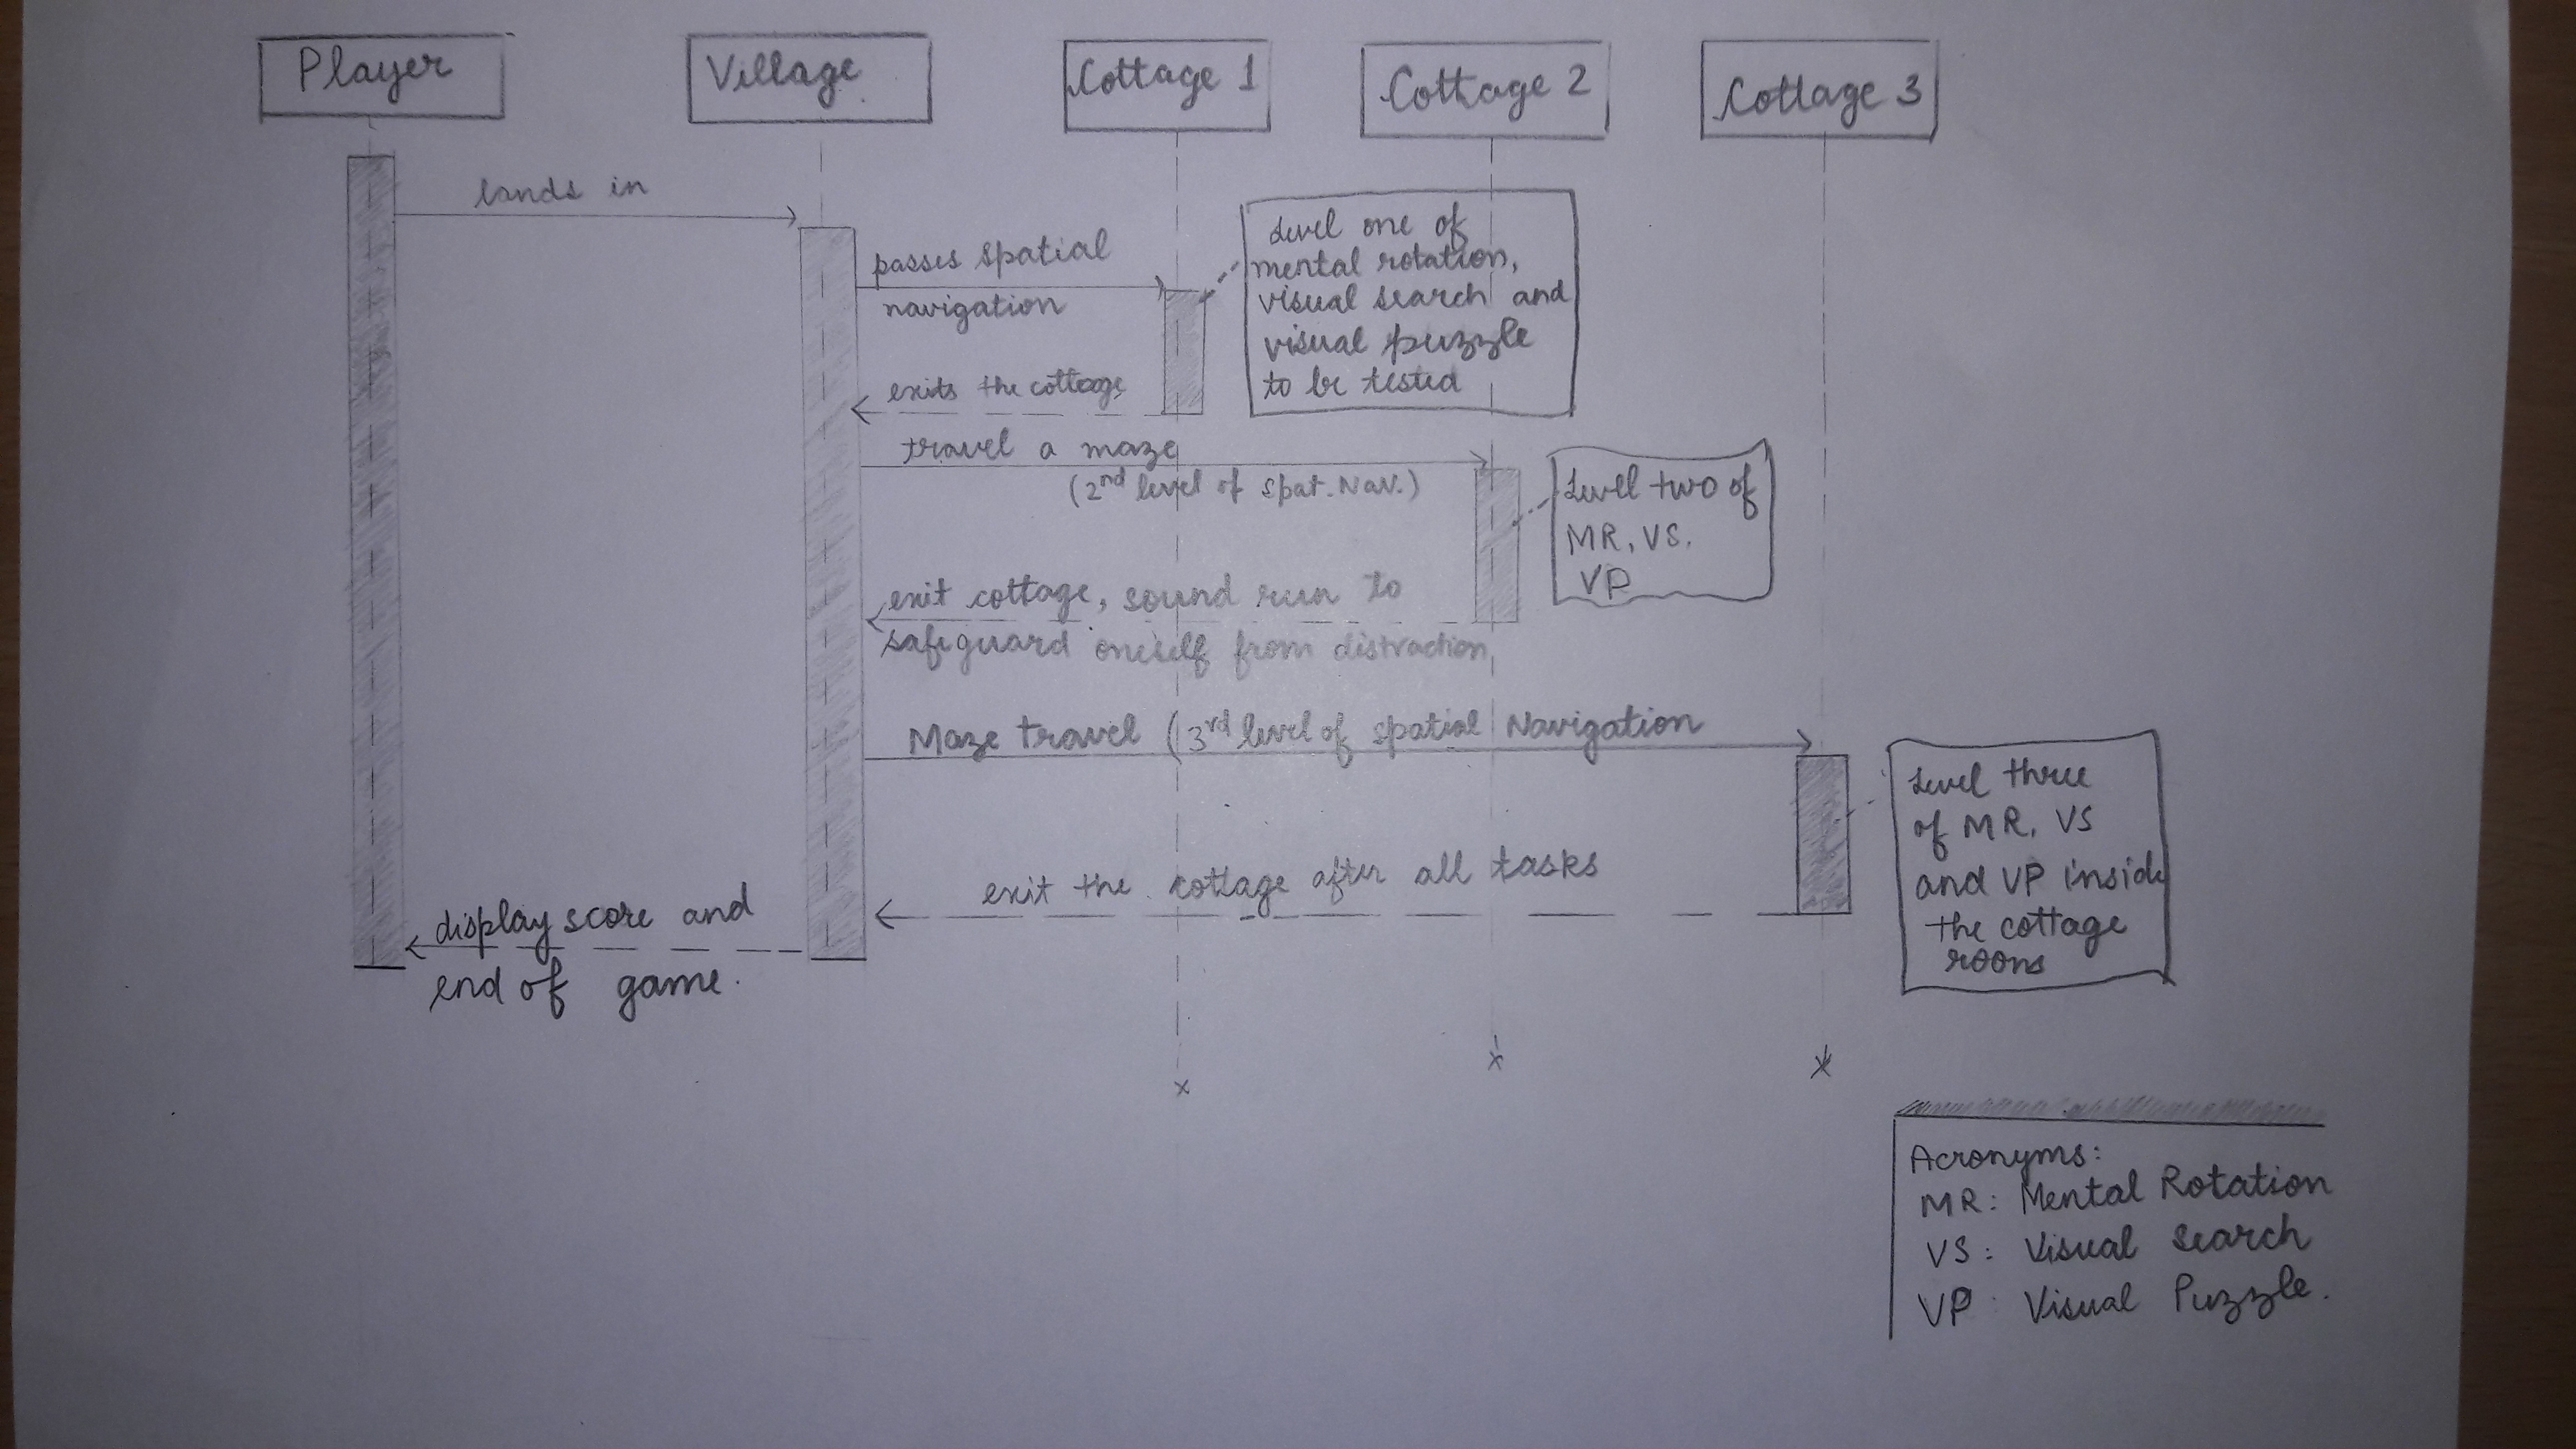 Player
Village
Cottage 1
Cottage 2
Cottage 3
lands in
passes spatial
navigation
Level one of
mental rotation,
visual search and
visual puzzle
to be tested
exits the cottage
travel a maze
(2nd level of spat. Nav.)
Level two of
MR, VS,
VP
exit cottage, sound run to
safeguard oneself from distraction
Maze travel (3rd level of spatial Navigation
Level three
of MR, VS
and VP inside
the cottage
rooms
exit the cottage after all tasks
display score and
end of game.
Acronyms:
MR: Mental Rotation
VS: Visual Search
VP: Visual Puzzle.